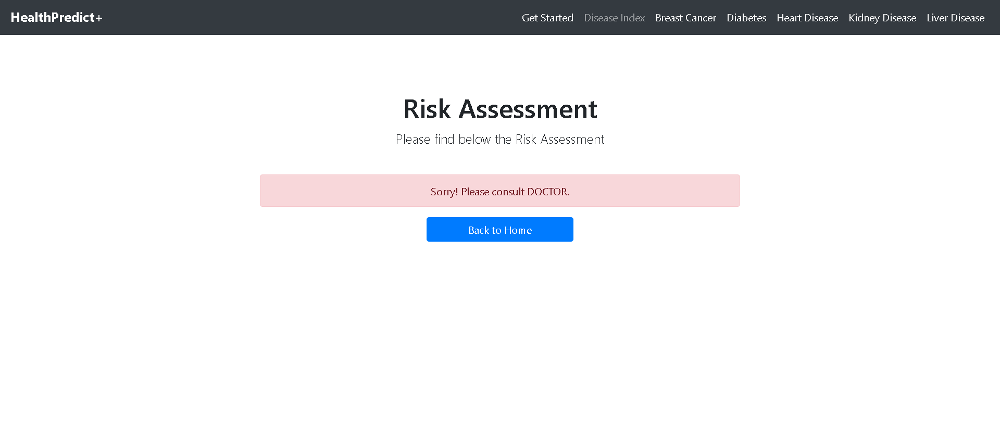 HealthPredict+
Get Started Disease Index Breast Cancer Diabetes Heart Disease Kidney Disease Liver Disease
Risk Assessment
Please find below the Risk Assessment
Sorry! Please consult DOCTOR.
Back to Home